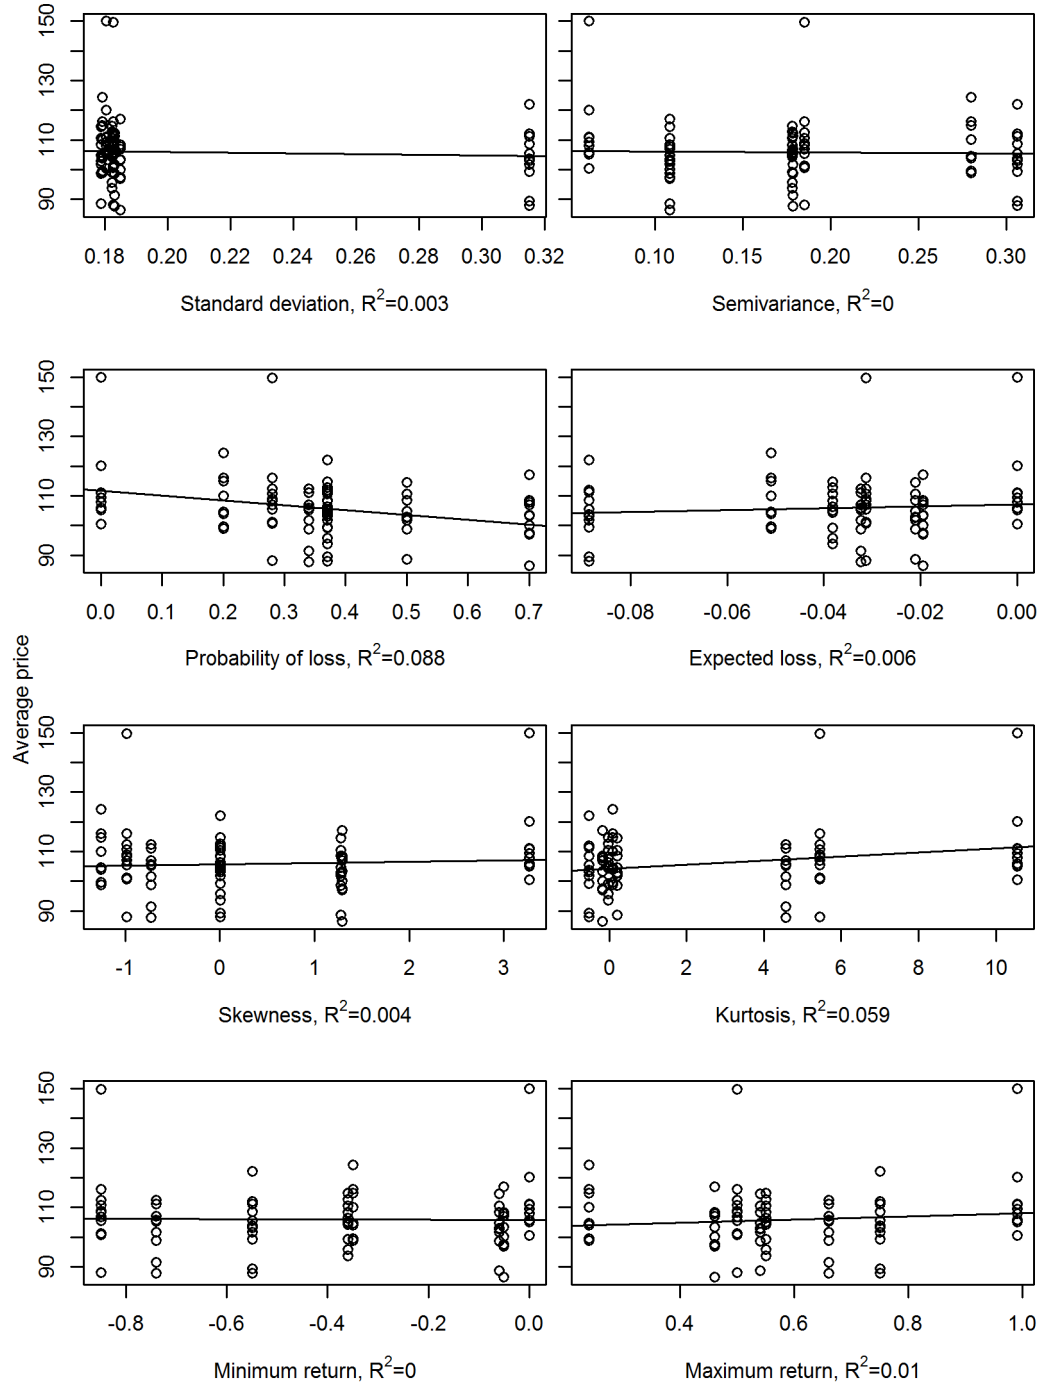 150
130
110
90
0.18 0.20 0.22 0.24 0.26 0.28 0.30 0.32
Standard deviation, R²=0.003
0.10 0.15 0.20 0.25 0.30
Semivariance, R²=0
150
130
110
90
0.0 0.1 0.2 0.3 0.4 0.5 0.6 0.7
Probability of loss, R²=0.088
-0.08 -0.06 -0.04 -0.02 0.00
Expected loss, R²=0.006
Average price
150
130
110
90
-1 0 1 2 3
Skewness, R²=0.004
0 2 4 6 8 10
Kurtosis, R²=0.059
150
130
110
90
-0.8 -0.6 -0.4 -0.2 0.0
Minimum return, R²=0
0.4 0.6 0.8 1.0
Maximum return, R²=0.01